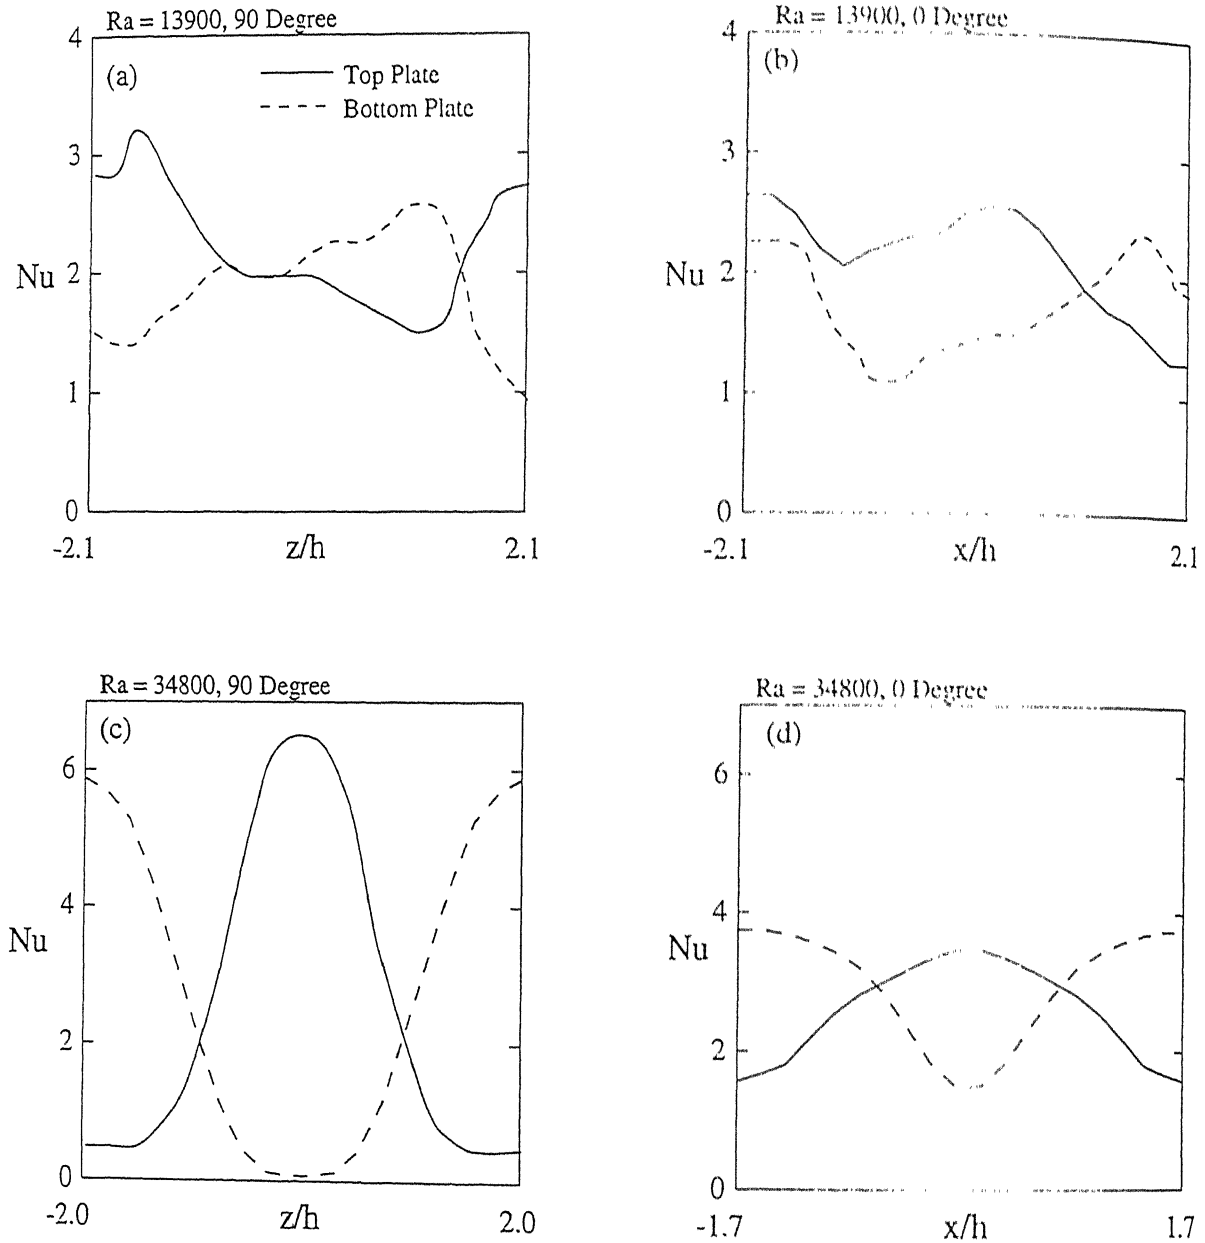 Ra = 13900, 90 Degree
4
(a)
Top Plate
Bottom Plate
3
Nu
2
1
0
-2.1
z/h
2.1
Ra = 13900, 0 Degree
4
(b)
3
Nu
2
1
0
-2.1
x/h
2.1
Ra = 34800, 90 Degree
(c)
6
4
Nu
2
0
-2.0
z/h
2.0
Ra = 34800, 0 Degree
(d)
6
4
Nu
2
0
-1.7
x/h
1.7